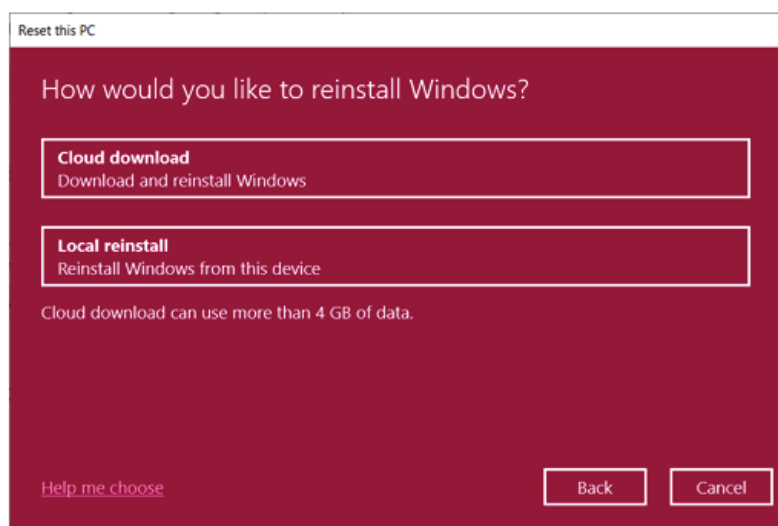 Reset this PC
How would you like to reinstall Windows?
Cloud download
Download and reinstall Windows
Local reinstall
Reinstall Windows from this device
Cloud download can use more than 4 GB of data.
Help me choose
Back
Cancel